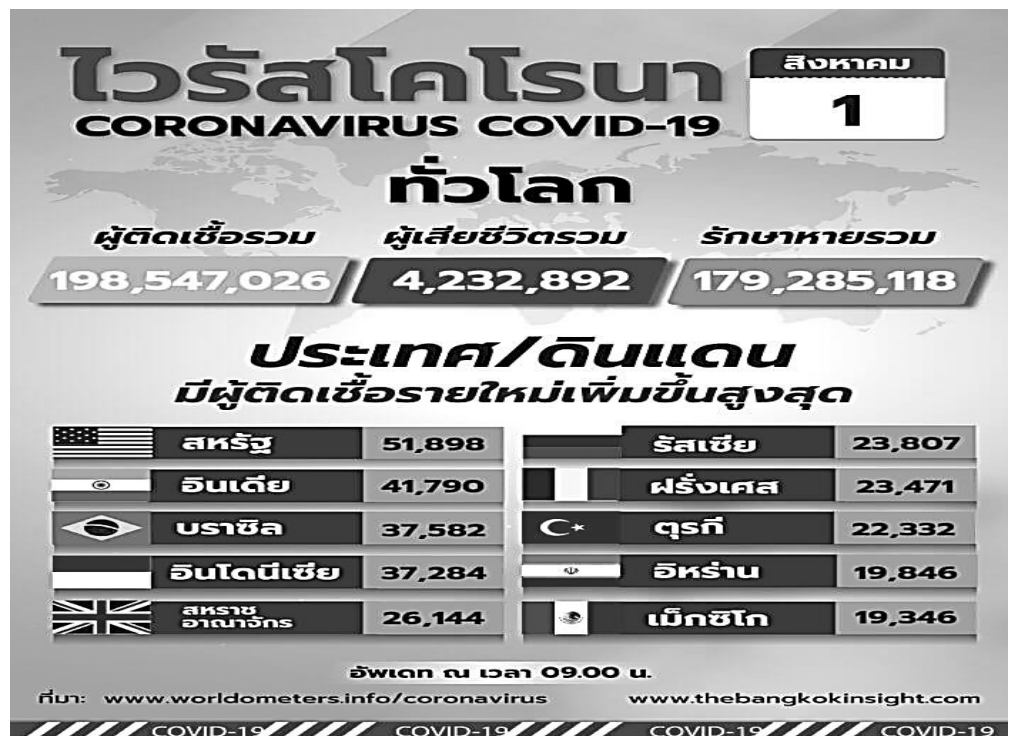 ไวรัสโคโรนา
CORONAVIRUS COVID-19
สิงหาคม
1
ทั่วโลก
ผู้ติดเชื้อรวม ผู้เสียชีวิตรวม รักษาหายรวม
198,547,026 4,232,892 179,285,118
ประเทศ/ดินแดน
มีผู้ติดเชื้อรายใหม่เพิ่มขึ้นสูงสุด
สหรัฐ 51,898 รัสเซีย 23,807
อินเดีย 41,790 ฝรั่งเศส 23,471
บราซิล 37,582 ตุรกี 22,332
อินโดนีเซีย 37,284 อิหร่าน 19,846
สหราช
อาณาจักร 26,144 เม็กซิโก 19,346
อัพเดท ณ เวลา 09.00 น.
ที่มา: www.worldometers.info/coronavirus www.thebangkokinsight.com
COVID-19 COVID-19 COVID-19 COVID-19